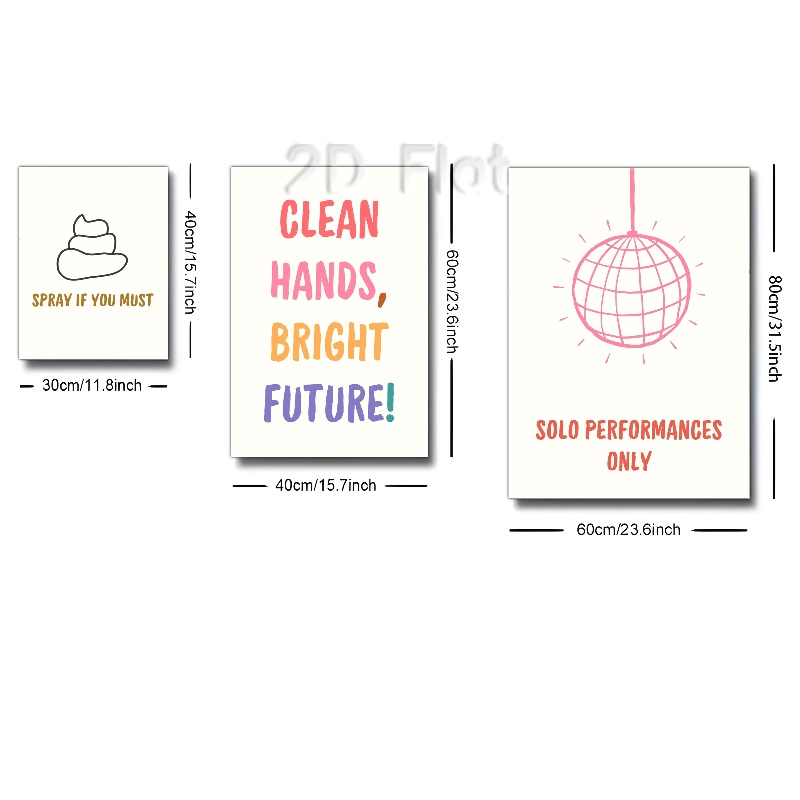 2D Flat
SPRAY IF YOU MUST
40cm/15.7inch
30cm/11.8inch
CLEAN
HANDS,
BRIGHT
FUTURE!
60cm/23.6inch
40cm/15.7inch
SOLO PERFORMANCES
ONLY
80cm/31.5inch
60cm/23.6inch